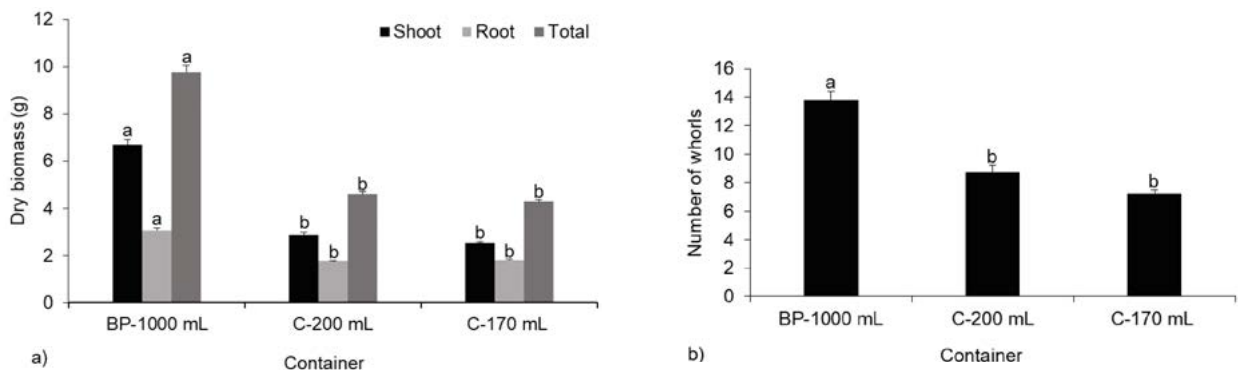 12
10
8
6
4
2
0
Dry biomass (g)
Shoot Root Total
a
a
a
b
b
b
b
b
b
BP-1000 mL C-200 mL C-170 mL
Container
a)
16
14
12
10
8
6
4
2
0
Number of whorls
a
b
b
BP-1000 mL C-200 mL C-170 mL
Container
b)